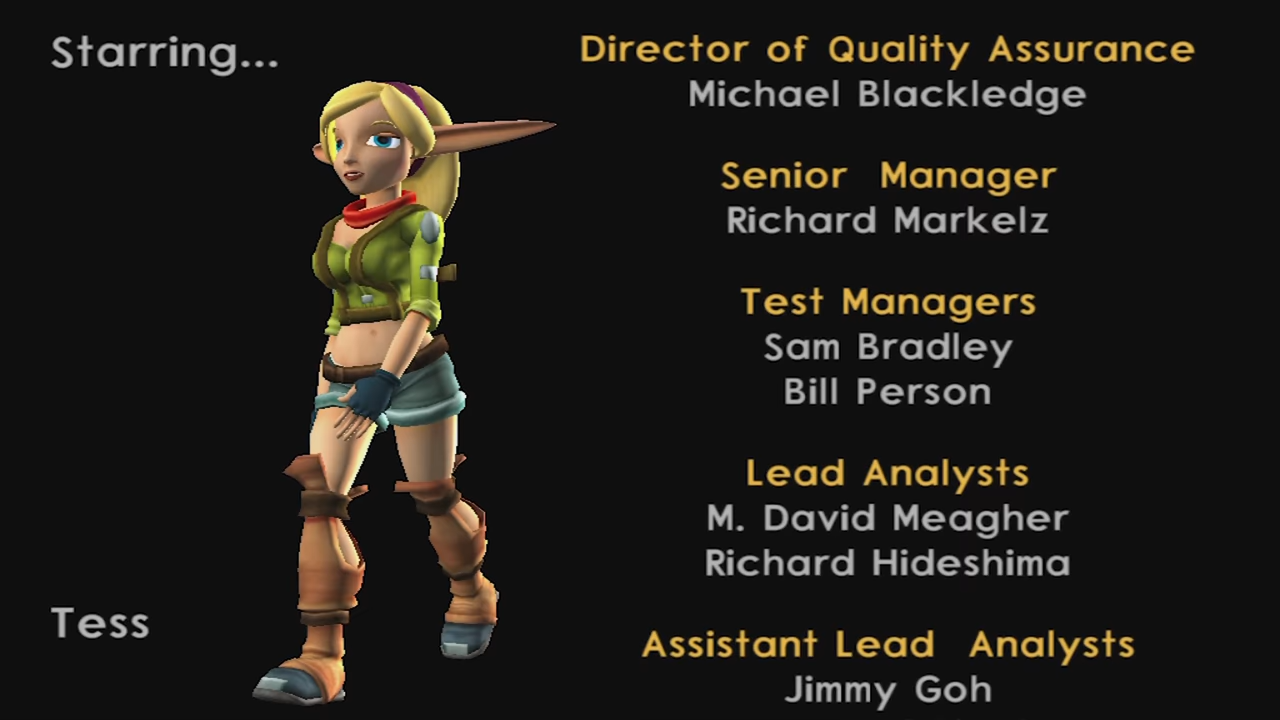 Starring...
Tess
Director of Quality Assurance
Michael Blackledge
Senior Manager
Richard Markelz
Test Managers
Sam Bradley
Bill Person
Lead Analysts
M. David Meagher
Richard Hideshima
Assistant Lead Analysts
Jimmy Goh